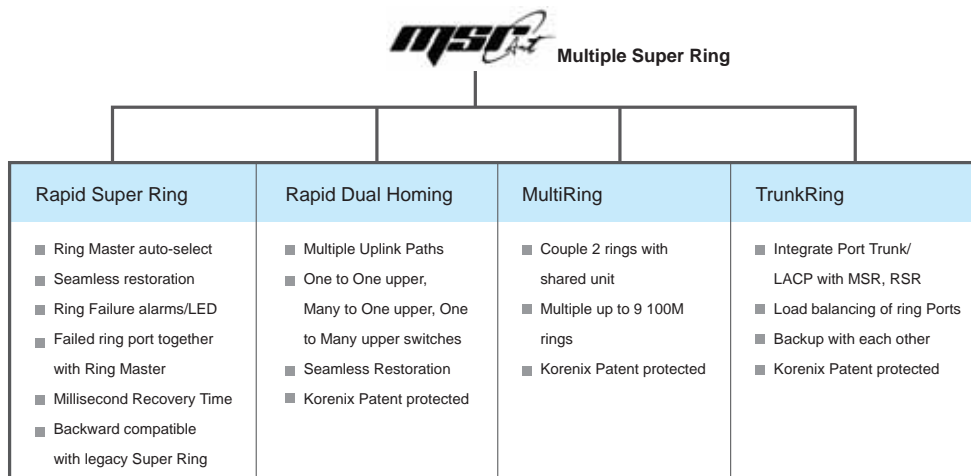 msr Art Multiple Super Ring
Rapid Super Ring
Ring Master auto-select
Seamless restoration
Ring Failure alarms/LED
Failed ring port together
with Ring Master
Millisecond Recovery Time
Backward compatible
with legacy Super Ring
Rapid Dual Homing
Multiple Uplink Paths
One to One upper,
Many to One upper, One
to Many upper switches
Seamless Restoration
Korenix Patent protected
MultiRing
Couple 2 rings with
shared unit
Multiple up to 9 100M
rings
Korenix Patent protected
TrunkRing
Integrate Port Trunk/
LACP with MSR, RSR
Load balancing of ring Ports
Backup with each other
Korenix Patent protected